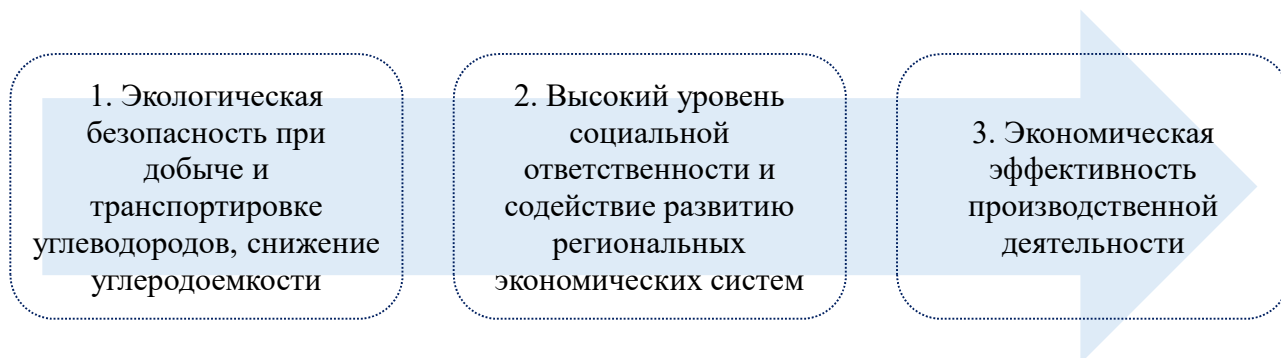 1. Экологическая
безопасность при
добыче и
транспортировке
углеводородов, снижение
углеродоемкости
2. Высокий уровень
социальной
ответственности и
содействие развитию
региональных
экономических систем
3. Экономическая
эффективность
производственной
деятельности